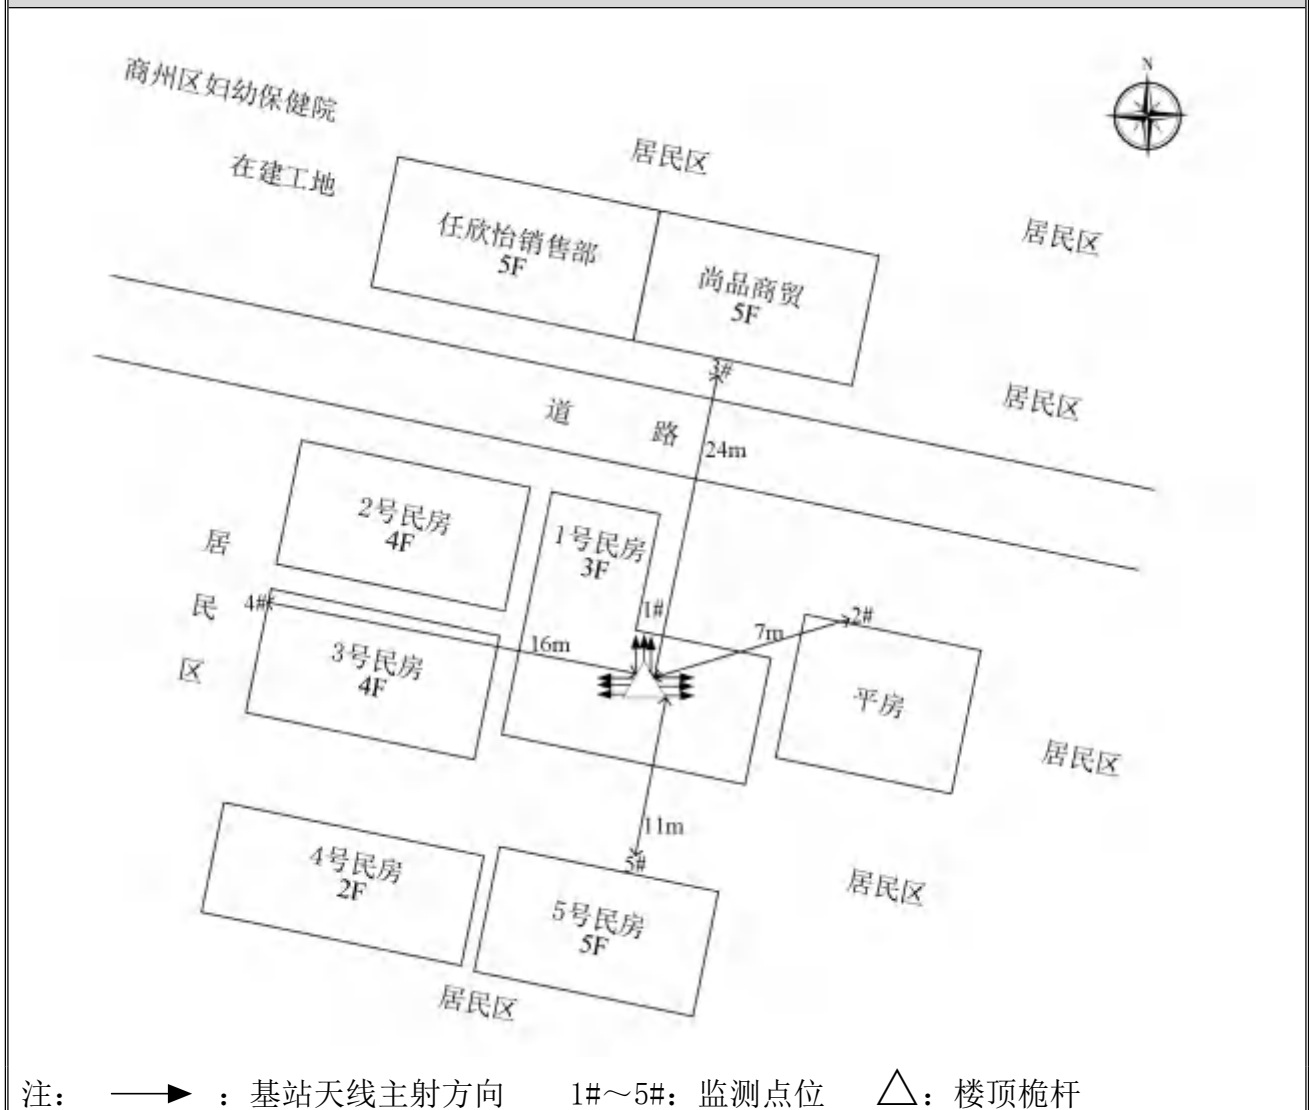 N
商州区妇幼保健院
在建工地
居民区
居民区
任欣怡销售部
5F
尚品商贸
5F
3#
居民区
道 路
24m
2号民房
4F
1号民房
3F
居民区
1#
2#
7m
4#
16m
3号民房
4F
平房
居民区
11m
5#
4号民房
2F
5号民房
5F
居民区
居民区
注： ：基站天线主射方向 1#～5#：监测点位 △：楼顶桅杆